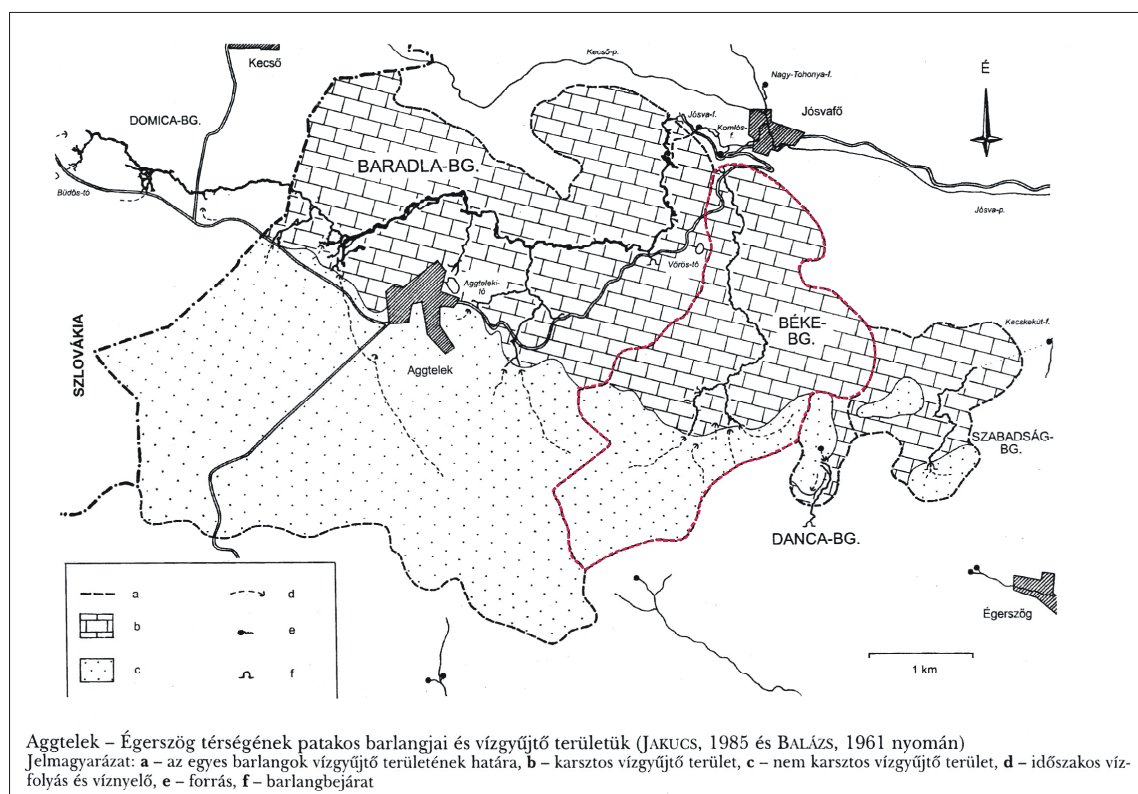 Kecső
Kecső-p.
Nagy-Tohonya-f.
É
Jósvafő
Jósva-f.
Komlós-f.
DOMICA-BG.
BARADLA-BG.
Büdös-tó
Jósva-p.
Vörös-tó
Aggteleki-tó
SZLOVÁKIA
Aggtelek
BÉKE-
BG.
Kecskekút-f.
SZABADSÁG-
BG.
DANCA-BG.
Égerszög
1 km
a
b
c
d
e
f
Aggtelek – Égerszög térségének patakos barlangjai és vízgyűjtő területük (JAKUCS, 1985 és BALÁZS, 1961 nyomán)
Jelmagyarázat: a – az egyes barlangok vízgyűjtő területének határa, b – karsztos vízgyűjtő terület, c – nem karsztos vízgyűjtő terület, d – időszakos víz-
folyás és víznyelő, e – forrás, f – barlangbejárat